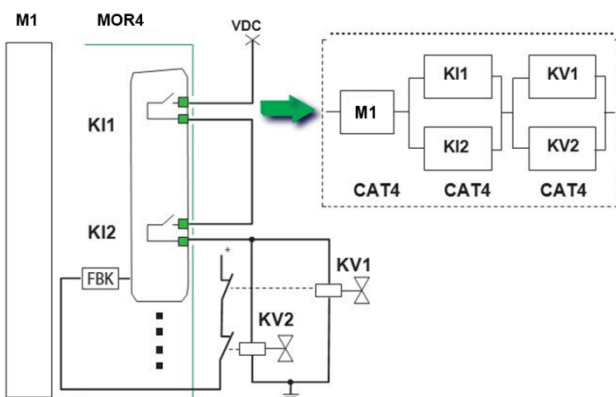 M1
MOR4
VDC
KI1
KI2
FBK
+
KV1
KV2
M1
KI1
KI2
KV1
KV2
CAT4
CAT4
CAT4